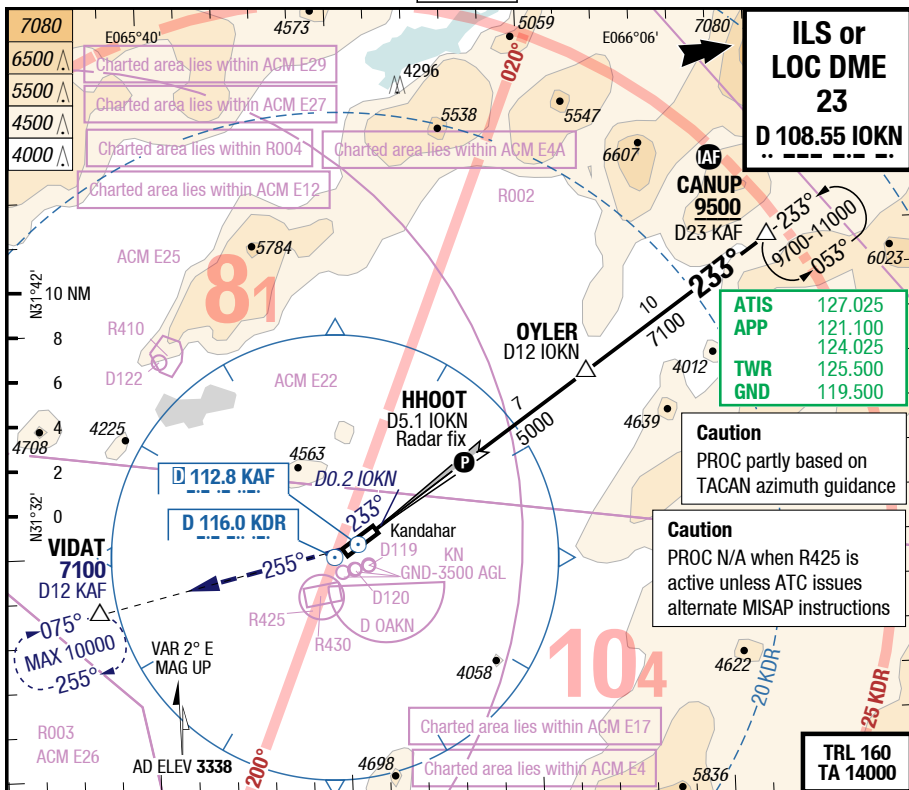 7080
6500
5500
4500
4000
E065°40'
4573
5059
E066°06'
7080
ILS or
LOC DME
23
D 108.55 IOKN
Charted area lies within ACM E29
Charted area lies within ACM E27
Charted area lies within R004
Charted area lies within ACM E4A
Charted area lies within ACM E12
4296
020°
5538
5547
6607
R002
IAF
CANUP
9500
D23 KAF
233°
9700-11000
053°
6023
ACM E25
5784
81
N31°42'
10 NM
8
6
4
2
0
N31°32'
R410
D122
ACM E22
233°
10
7100
OYLER
D12 IOKN
ATIS 127.025
APP 121.100
124.025
TWR 125.500
GND 119.500
4012
4639
HHOOT
D5.1 IOKN
Radar fix
7
5000
P
4708
4225
4563
D0.2 IOKN
D 112.8 KAF
D 116.0 KDR
233°
Kandahar
Caution
PROC partly based on
TACAN azimuth guidance
Caution
PROC N/A when R425 is
active unless ATC issues
alternate MISAP instructions
VIDAT
7100
D12 KAF
255°
D119
KN
GND-3500 AGL
D120
D OAKN
R425
R430
075°
MAX 10000
255°
VAR 2° E
MAG UP
4058
104
4622
20 KDR
25 KDR
R003
ACM E26
AD ELEV 3338
200°
4698
Charted area lies within ACM E17
Charted area lies within ACM E4
5836
TRL 160
TA 14000